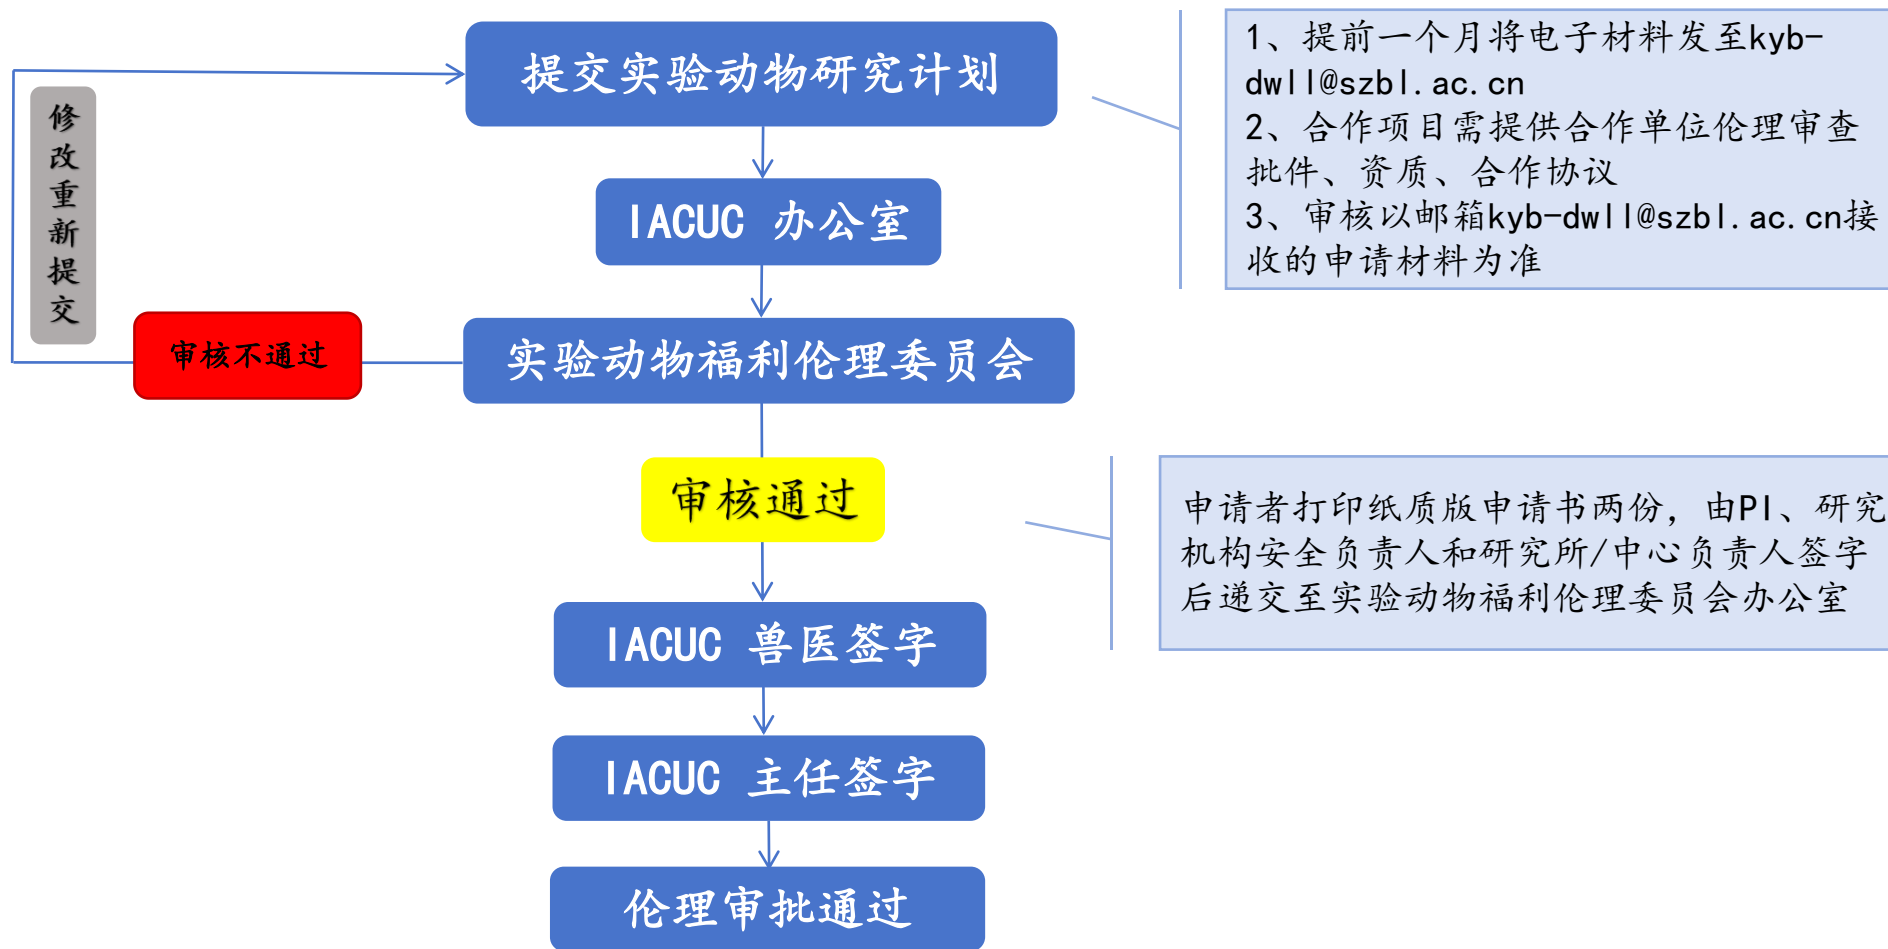 提交实验动物研究计划
1、提前一个月将电子材料发至kyb-
dwll@szbl.ac.cn
2、合作项目需提供合作单位伦理审查
批件、资质、合作协议
3、审核以邮箱kyb-dwll@szbl.ac.cn接
收的申请材料为准
修
改
重
新
提
交
IACUC 办公室
审核不通过
实验动物福利伦理委员会
审核通过
申请者打印纸质版申请书两份，由PI、研究
机构安全负责人和研究所/中心负责人签字
后递交至实验动物福利伦理委员会办公室
IACUC 兽医签字
IACUC 主任签字
伦理审批通过